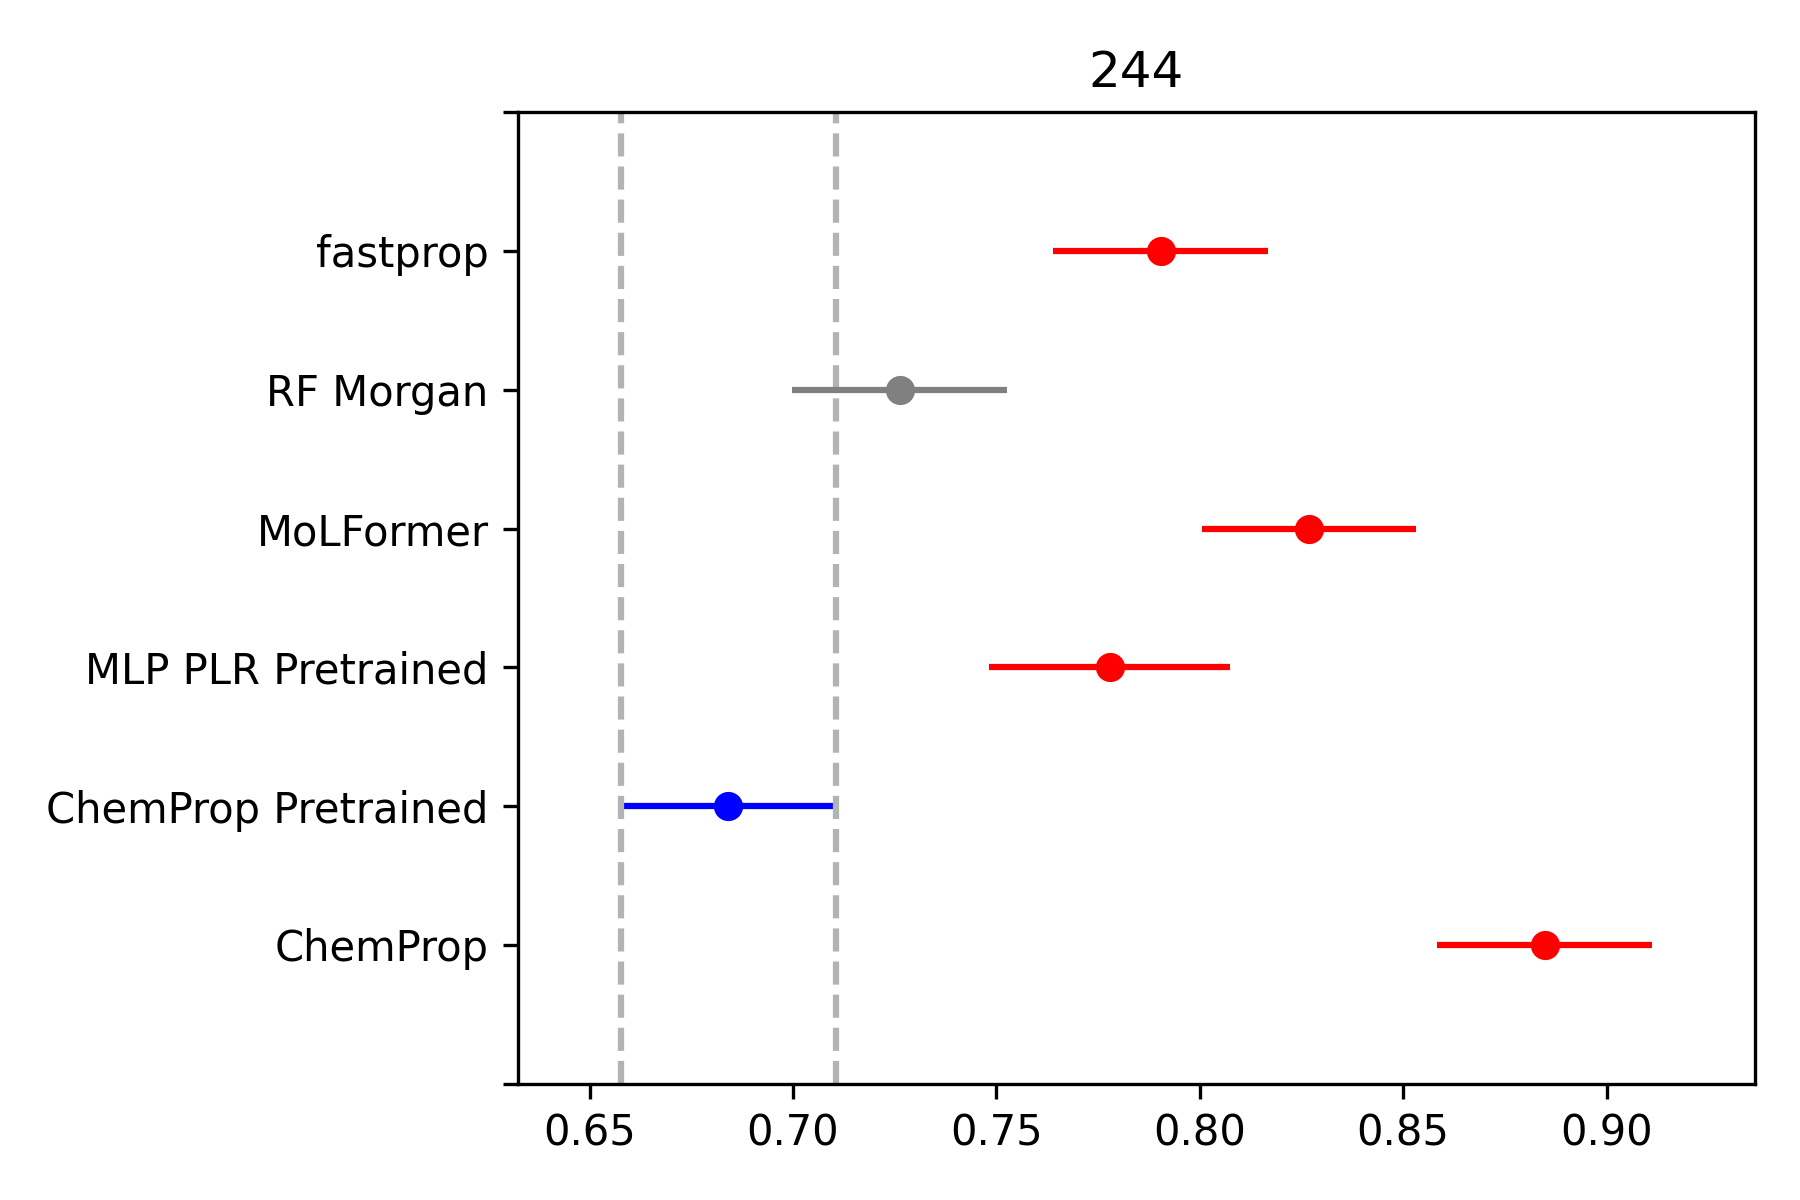 244
fastprop
RF Morgan
MoLFormer
MLP PLR Pretrained
ChemProp Pretrained
ChemProp
0.65 0.70 0.75 0.80 0.85 0.90